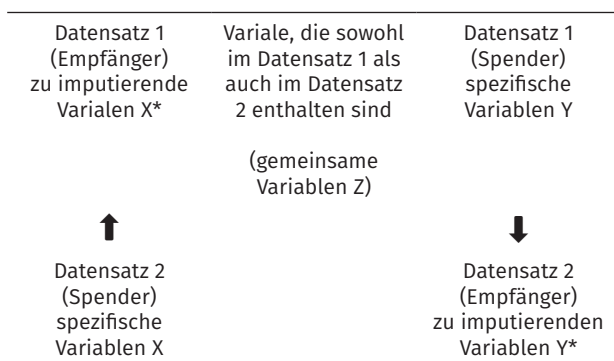 Datensatz 1
(Empfänger)
zu imputierende
Varialen X*
Variale, die sowohl
im Datensatz 1 als
auch im Datensatz
2 enthalten sind
(gemeinsame
Variablen Z)
Datensatz 1
(Spender)
spezifische
Variablen Y
Datensatz 2
(Spender)
spezifische
Variablen X
Datensatz 2
(Empfänger)
zu imputierenden
Variablen Y*